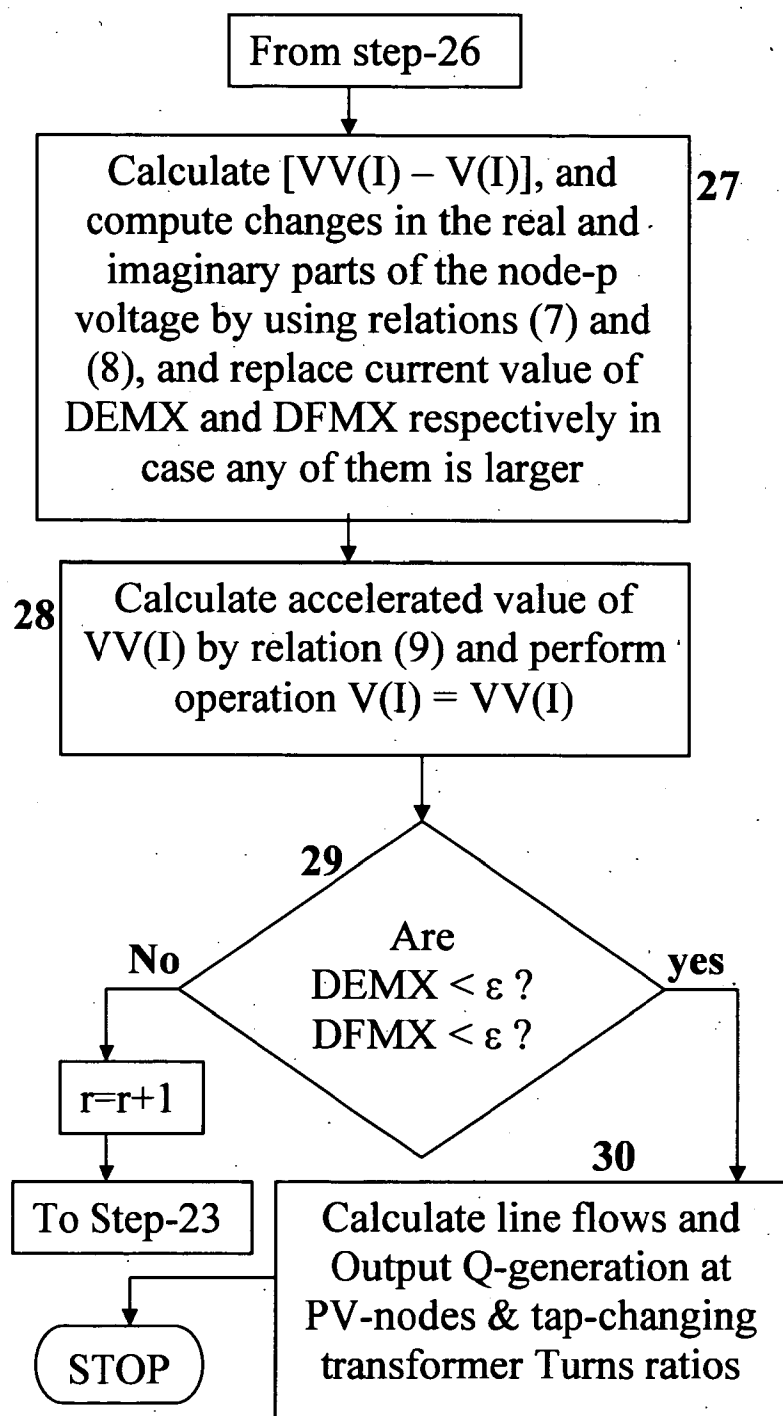 From step-26
Calculate [VV(I) – V(I)], and
compute changes in the real and
imaginary parts of the node-p
voltage by using relations (7) and
(8), and replace current value of
DEMX and DFMX respectively in
case any of them is larger
27
28
Calculate accelerated value of
VV(I) by relation (9) and perform
operation V(I) = VV(I)
29
Are
DEMX < ε ?
DFMX < ε ?
No
yes
r=r+1
To Step-23
30
Calculate line flows and
Output Q-generation at
PV-nodes & tap-changing
transformer Turns ratios
STOP